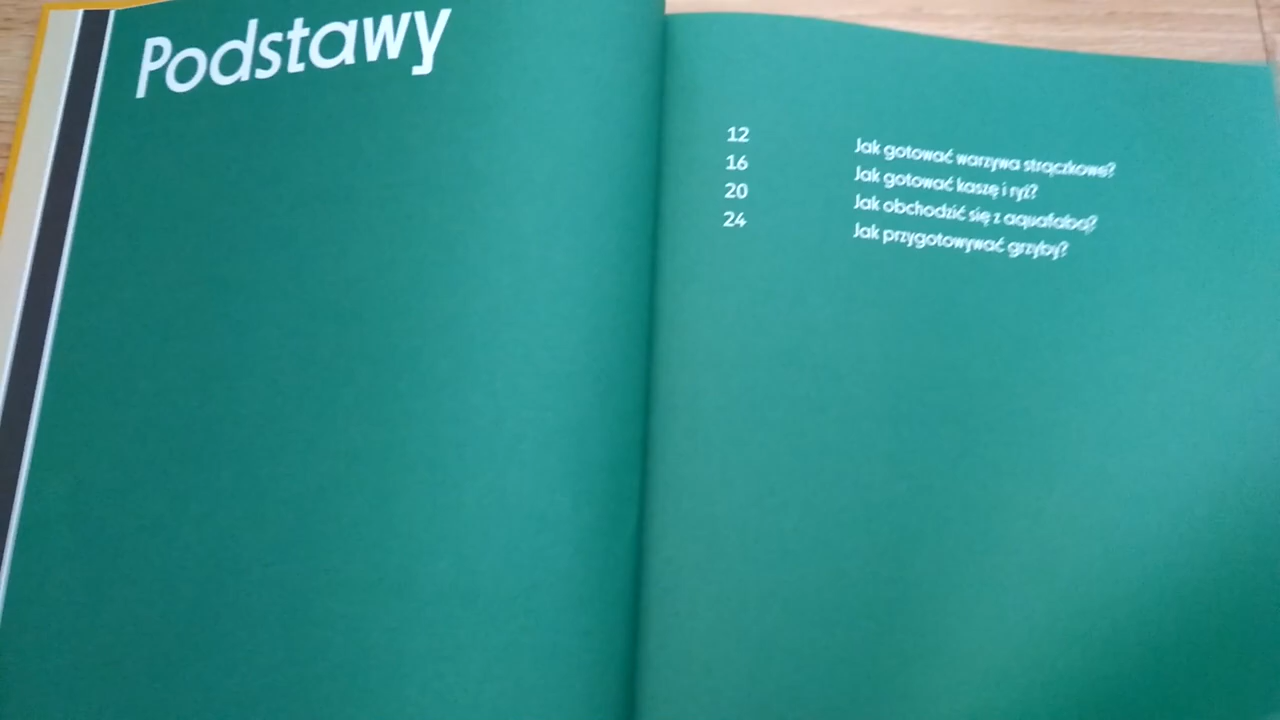 Podstawy
12 Jak gotować warzywa strączkowe?
16 Jak gotować kaszę i ryż?
20 Jak obchodzić się z aquafabą?
24 Jak przygotowywać grzyby?